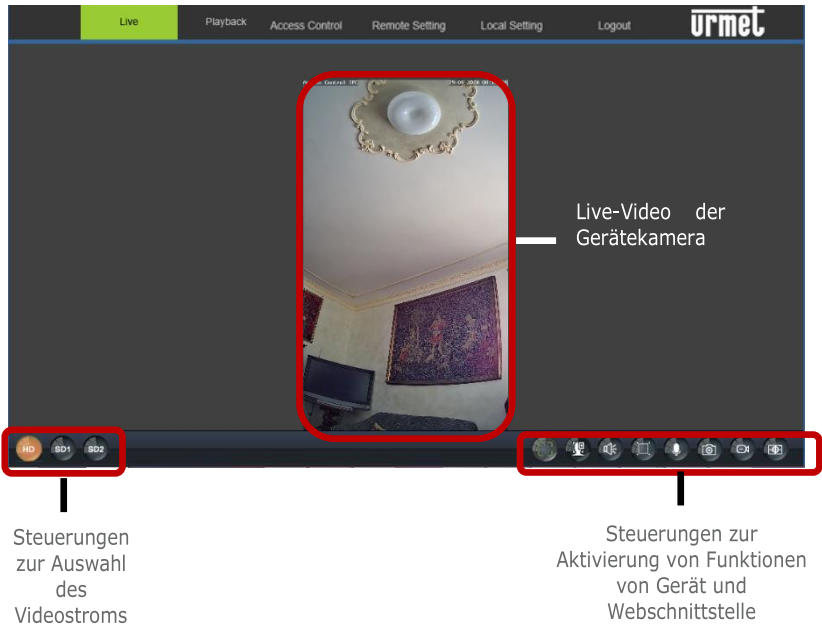 Live
Playback
Access Control
Remote Setting
Local Setting
Logout
urmet
Live-Video der
Gerätekamera
HD
SD1
SD2
Steuerungen
zur Auswahl
des
Videostroms
Steuerungen zur
Aktivierung von Funktionen
von Gerät und
Webschnittstelle